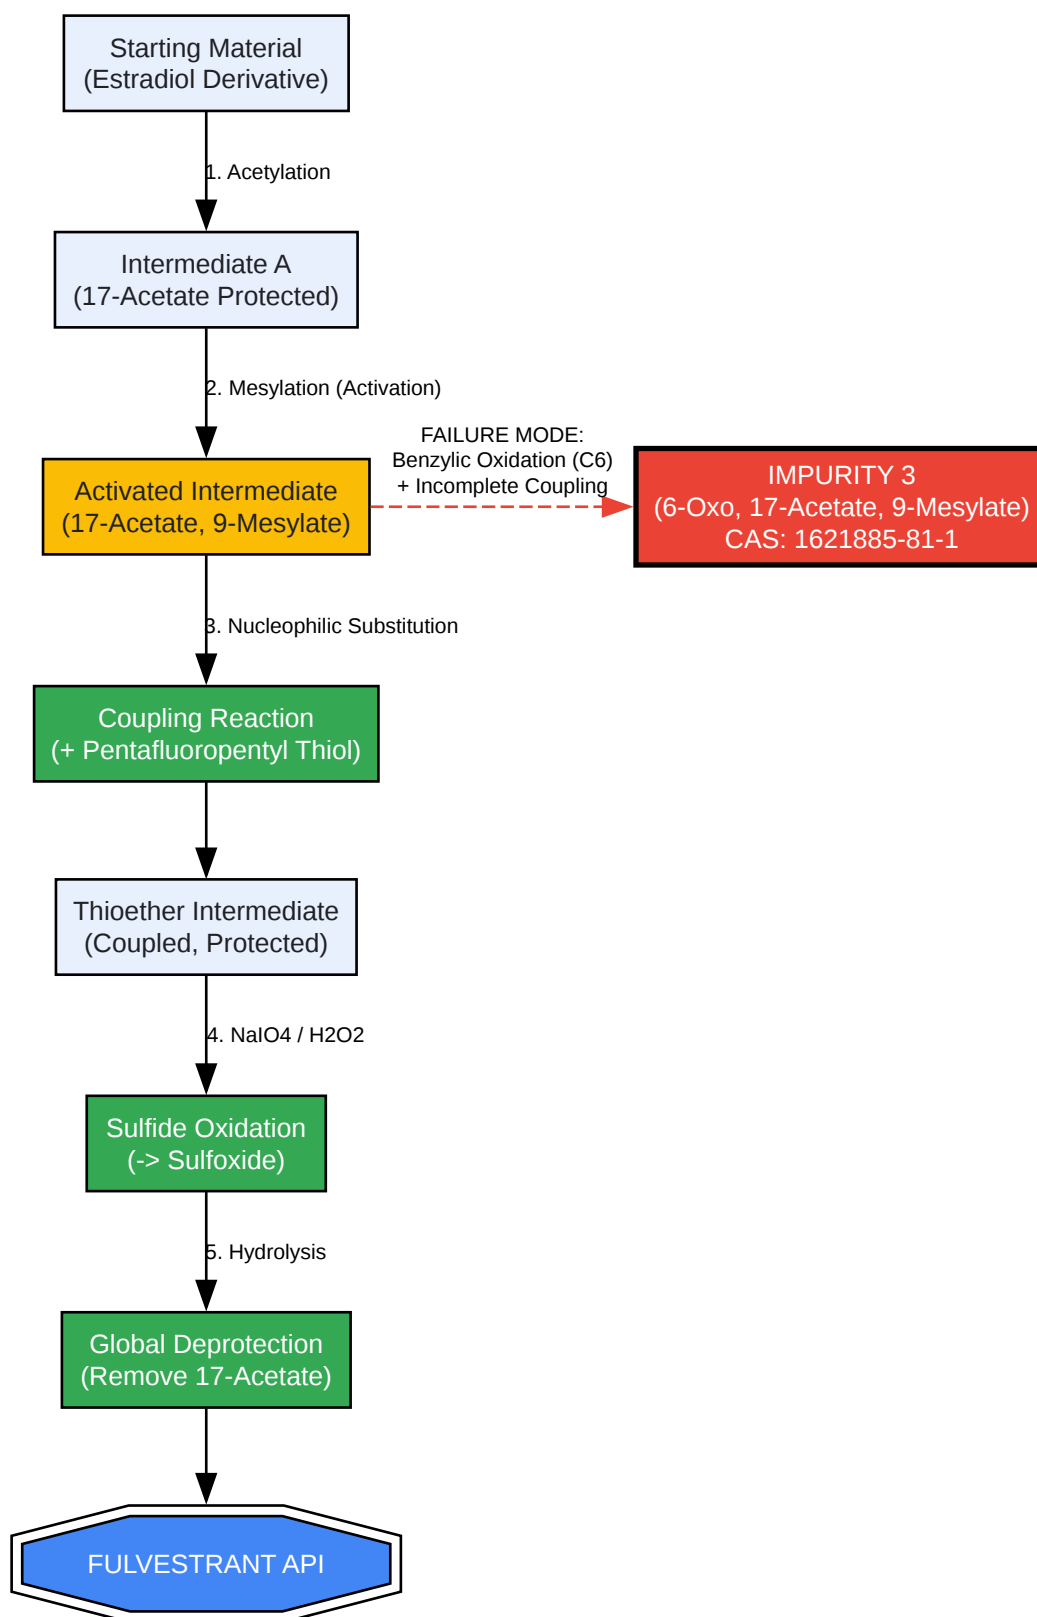 Starting Material
(Estradiol Derivative)
1. Acetylation
Intermediate A
(17-Acetate Protected)
2. Mesylation (Activation)
FAILURE MODE:
Benzylic Oxidation (C6)
+ Incomplete Coupling
Activated Intermediate
(17-Acetate, 9-Mesylate)
IMPURITY 3
(6-Oxo, 17-Acetate, 9-Mesylate)
CAS: 1621885-81-1
3. Nucleophilic Substitution
Coupling Reaction
(+ Pentafluoropentyl Thiol)
Thioether Intermediate
(Coupled, Protected)
4. NaIO4 / H2O2
Sulfide Oxidation
(-> Sulfoxide)
5. Hydrolysis
Global Deprotection
(Remove 17-Acetate)
FULVESTRANT API